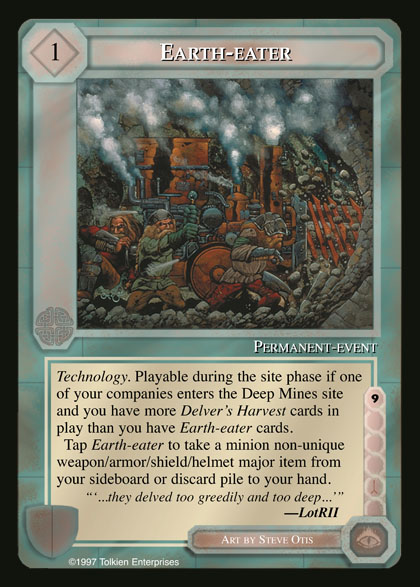 1
EARTH-EATER
PERMANENT-EVENT
Technology. Playable during the site phase if one
of your companies enters the Deep Mines site
and you have more Delver's Harvest cards in
play than you have Earth-eater cards.
Tap Earth-eater to take a minion non-unique
weapon/armor/shield/helmet major item from
your sideboard or discard pile to your hand.
“‘...they delved too greedily and too deep...’”
—LotRII
9
ART BY STEVE OTIS
©1997 Tolkien Enterprises